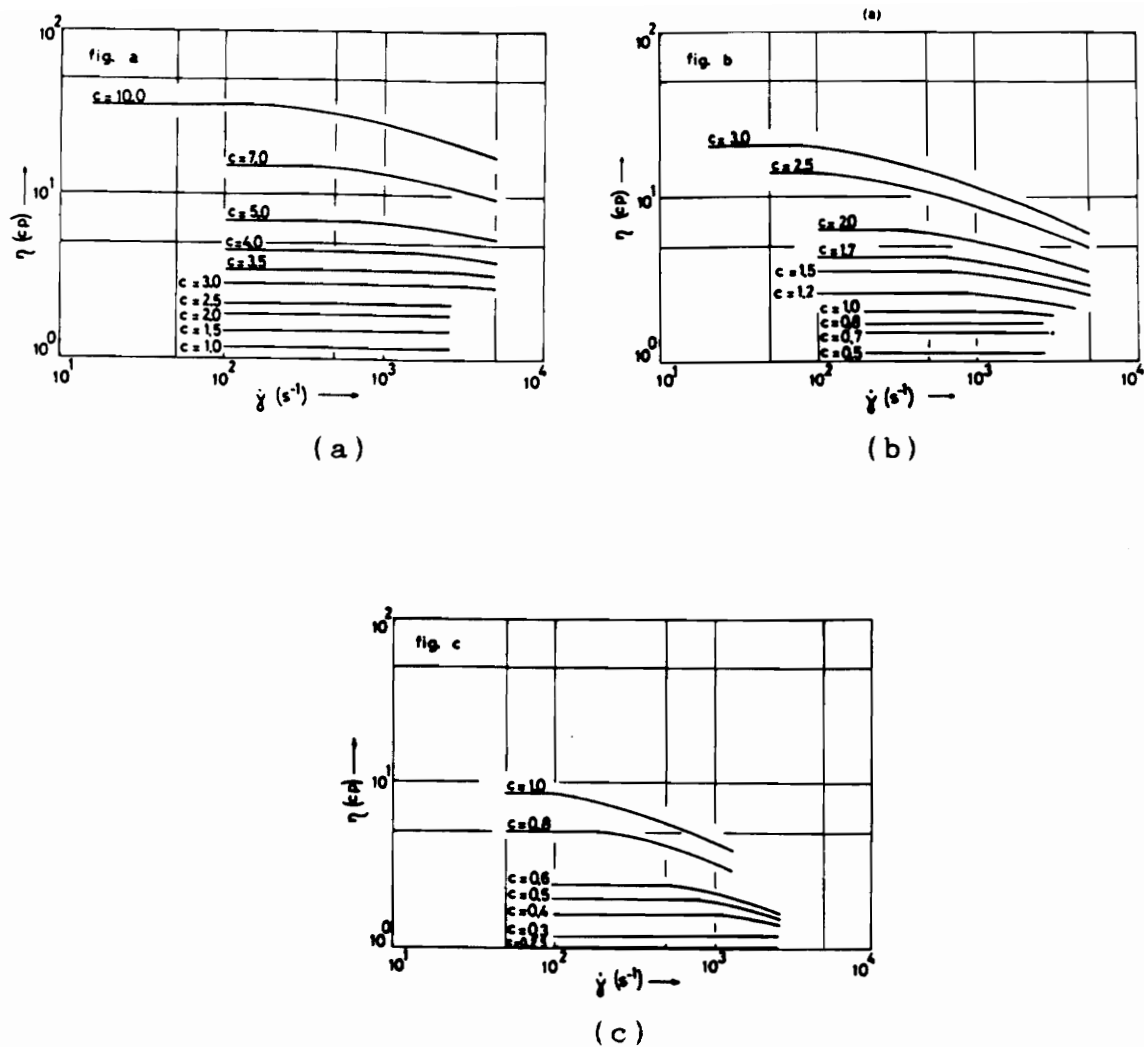 (a)
10²
fig. a
c = 10.0
c = 7.0
10¹
c = 5.0
c = 4.0
c = 3.5
c = 3.0
c = 2.5
c = 2.0
c = 1.5
c = 1.0
10⁰
η (cp)
10¹ 10² 10³ 10⁴
γ̇ (s⁻¹)
(a)
10²
fig. b
c = 3.0
c = 2.5
10¹
c = 20
c = 1.7
c = 1,5
c = 1,2
c = 1.0
c = 0.8
c = 0.7
c = 0.5
10⁰
η (cp)
10¹ 10² 10³ 10⁴
γ̇ (s⁻¹)
(b)
10²
fig. c
10¹
c = 1.0
c = 0.8
c = 0.6
c = 0.5
c = 0.4
c = 0.3
10⁰
η (cp)
10¹ 10² 10³ 10⁴
γ̇ (s⁻¹)
(c)